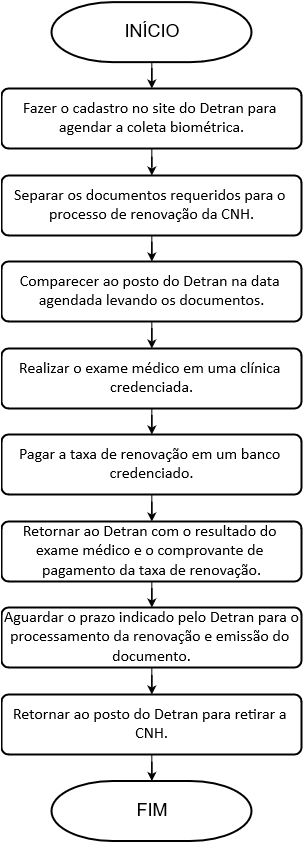 INÍCIO
Fazer o cadastro no site do Detran para
agendar a coleta biométrica.
Separar os documentos requeridos para o
processo de renovação da CNH.
Comparecer ao posto do Detran na data
agendada levando os documentos.
Realizar o exame médico em uma clínica
credenciada.
Pagar a taxa de renovação em um banco
credenciado.
Retornar ao Detran com o resultado do
exame médico e o comprovante de
pagamento da taxa de renovação.
Aguardar o prazo indicado pelo Detran para o
processamento da renovação e emissão do
documento.
Retornar ao posto do Detran para retirar a
CNH.
FIM